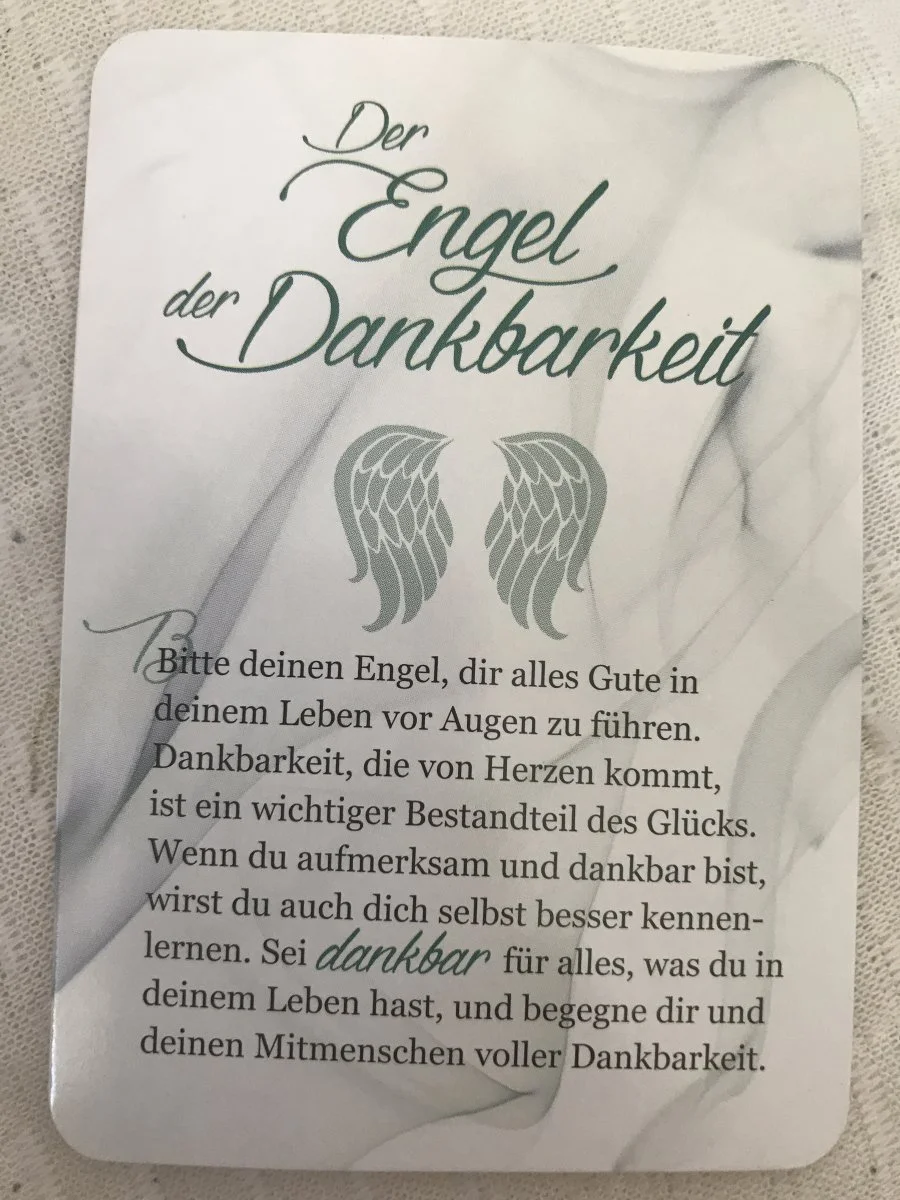 Der
Engel
der Dankbarkeit
Bitte deinen Engel, dir alles Gute in
deinem Leben vor Augen zu führen.
Dankbarkeit, die von Herzen kommt,
ist ein wichtiger Bestandteil des Glücks.
Wenn du aufmerksam und dankbar bist,
wirst du auch dich selbst besser kennen-
lernen. Sei dankbar für alles, was du in
deinem Leben hast, und begegne dir und
deinen Mitmenschen voller Dankbarkeit.